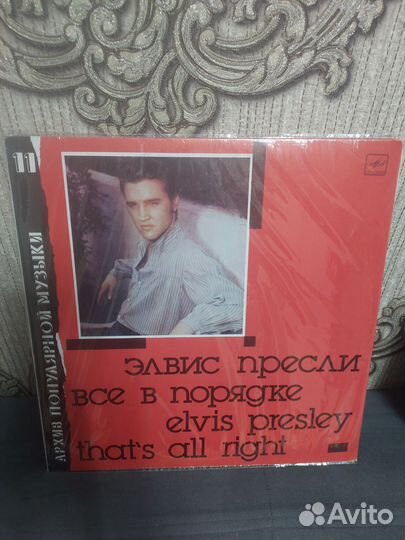 11
АРХИВ ПОПУЛЯРНОЙ МУЗЫКИ
элвис пресли
все в порядке
elvis presley
that's all right
Avito